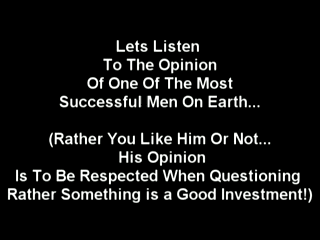 Lets Listen
To The Opinion
Of One Of The Most
Successful Men On Earth...
(Rather You Like Him Or Not...
His Opinion
Is To Be Respected When Questioning
Rather Something is a Good Investment!)